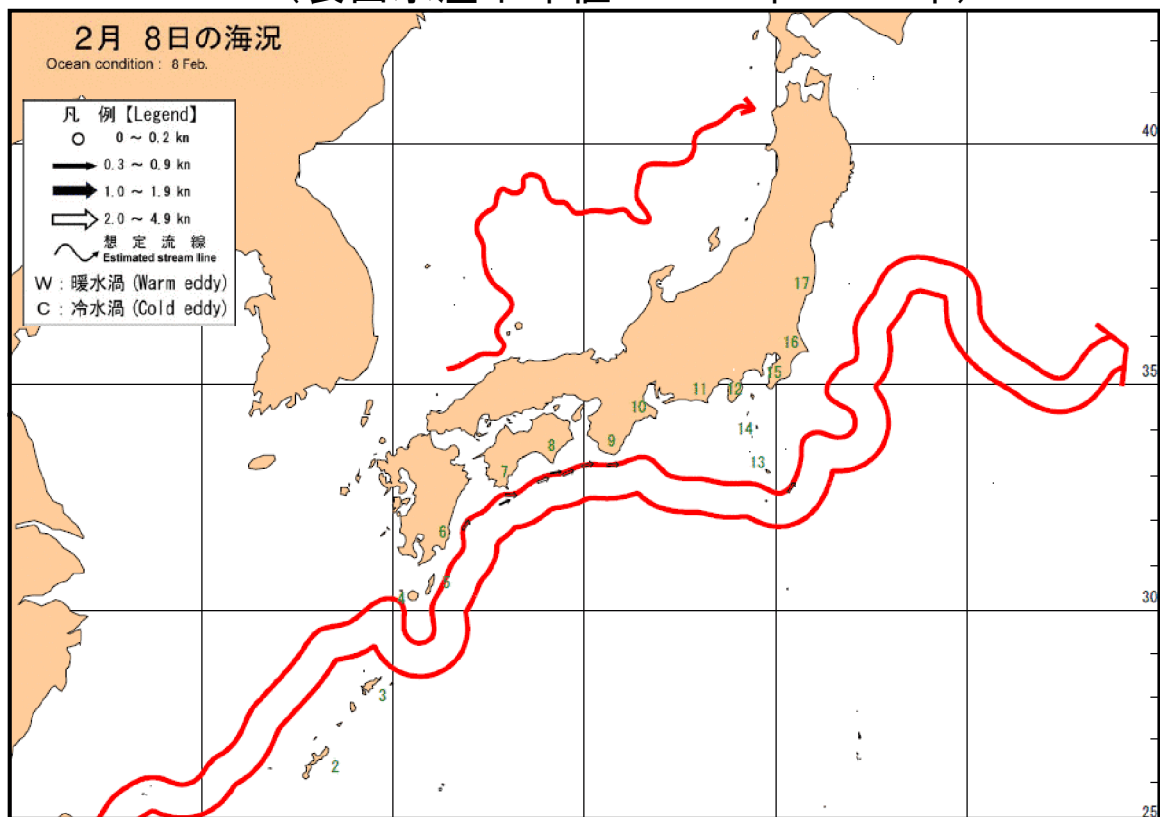 2月 8日の海況
Ocean condition : 8 Feb.
凡 例【Legend】
0 ～ 0.2 kn
0.3 ～ 0.9 kn
1.0 ～ 1.9 kn
2.0 ～ 4.9 kn
想 定 流 線
Estimated stream line
W : 暖水渦 (Warm eddy)
C : 冷水渦 (Cold eddy)
40
17
16
35
15
12
11
10
14
9
8
13
7
6
5
4
30
3
2
25